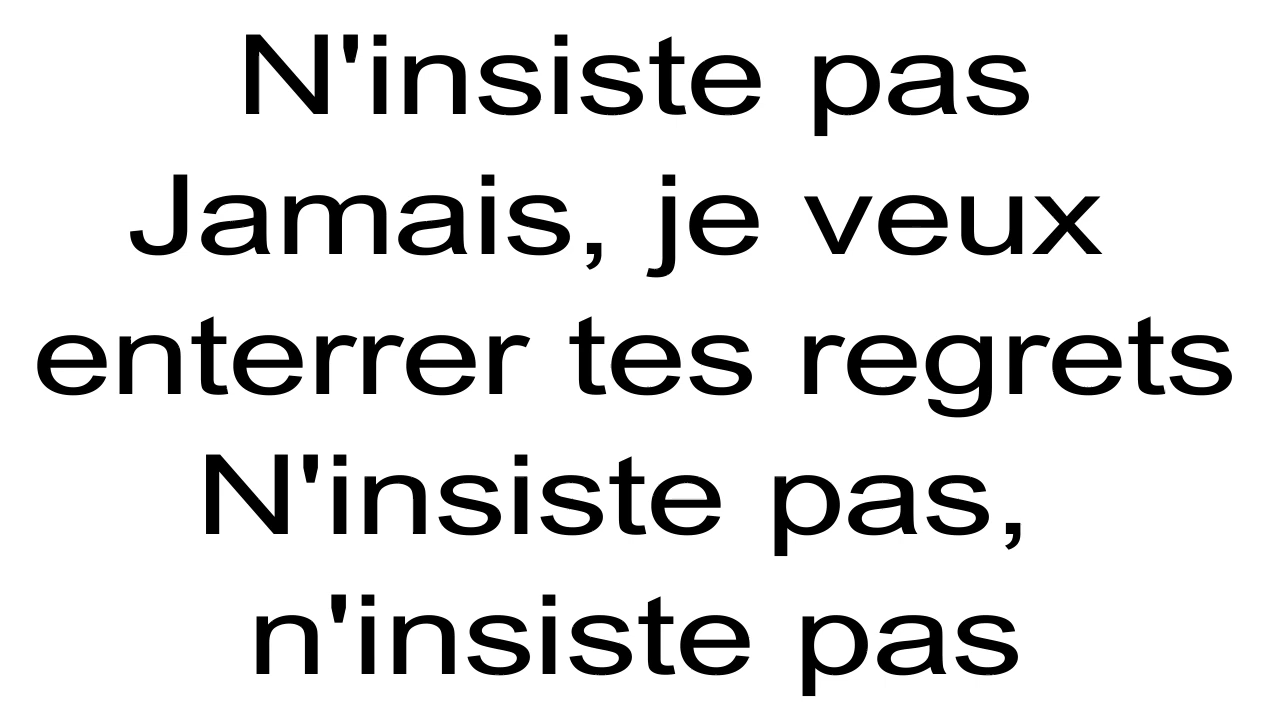 N'insiste pas
Jamais, je veux
enterrer tes regrets
N'insiste pas,
n'insiste pas